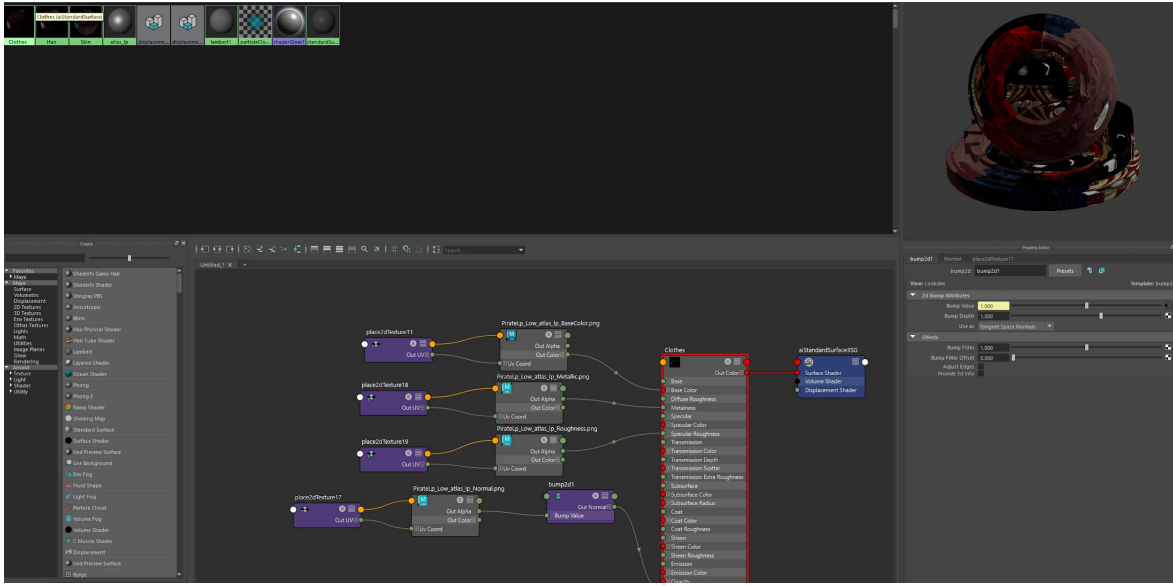 Clothes (aiStandardSurface)
Clothes
Hair
Skin
atlas_lp
displaceme...
displaceme...
lambert1
particleClo...
shaderGlow1
standardSu...
Create
Favorites
Maya
Maya
Surface
Volumetric
Displacement
2D Textures
3D Textures
Env Textures
Other Textures
Lights
Math
Utilities
Image Planes
Glow
Rendering
Arnold
Texture
Light
Shader
Utility
Shaderfx Game Hair
Shaderfx Shader
Stingray PBS
Anisotropic
Blinn
Hair Physical Shader
Hair Tube Shader
Lambert
Layered Shader
Ocean Shader
Phong
Phong E
Ramp Shader
Shading Map
Standard Surface
Surface Shader
Usd Preview Surface
Use Background
Env Fog
Fluid Shape
Light Fog
Particle Cloud
Volume Fog
Volume Shader
C Muscle Shader
Displacement
Usd Preview Surface
Bulge
Search...
Untitled_1
place2dTexture11
Out UV
PirateLp_Low_atlas_lp_BaseColor.png
Out Alpha
Out Color
Uv Coord
place2dTexture18
Out UV
PirateLp_Low_atlas_lp_Metallic.png
Out Alpha
Out Color
Uv Coord
place2dTexture19
Out UV
PirateLp_Low_atlas_lp_Roughness.png
Out Alpha
Out Color
Uv Coord
place2dTexture17
Out UV
PirateLp_Low_atlas_lp_Normal.png
Out Alpha
Out Color
Uv Coord
bump2d1
Out Normal
Bump Value
Clothes
Out Color
Base
Base Color
Diffuse Roughness
Metalness
Specular
Specular Color
Specular Roughness
Transmission
Transmission Color
Transmission Depth
Transmission Scatter
Transmission Extra Roughness
Subsurface
Subsurface Color
Subsurface Radius
Coat
Coat Color
Coat Roughness
Sheen
Sheen Color
Sheen Roughness
Emission
Emission Color
Opacity
aiStandardSurface3SG
Surface Shader
Volume Shader
Displacement Shader
Property Editor
bump2d1 Normal place2dTexture17
bump2d: bump2d1 Presets
View: Lookdev Template: bump2
2d Bump Attributes
Bump Value 1.000
Bump Depth 1.000
Use as Tangent Space Normals
Effects
Bump Filter 1.000
Bump Filter Offset 0.000
Adjust Edges
Provide 3d Info